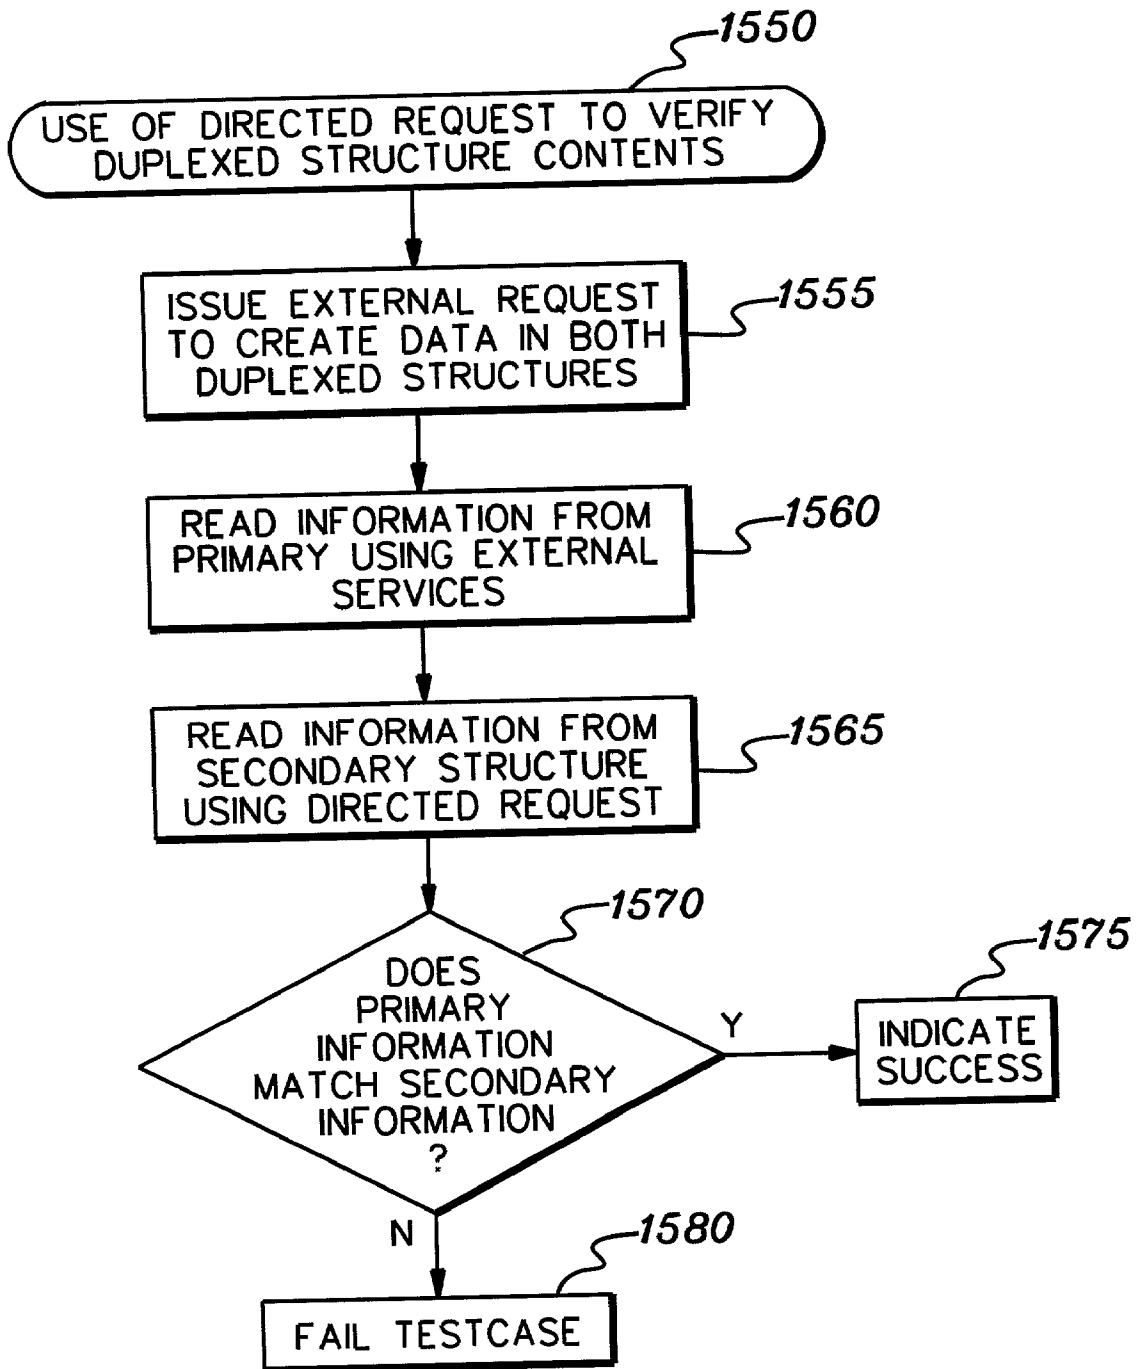 1550
USE OF DIRECTED REQUEST TO VERIFY
DUPLEXED STRUCTURE CONTENTS
1555
ISSUE EXTERNAL REQUEST
TO CREATE DATA IN BOTH
DUPLEXED STRUCTURES
1560
READ INFORMATION FROM
PRIMARY USING EXTERNAL
SERVICES
1565
READ INFORMATION FROM
SECONDARY STRUCTURE
USING DIRECTED REQUEST
1570
DOES
PRIMARY
INFORMATION
MATCH SECONDARY
INFORMATION
?
Y
1575
INDICATE
SUCCESS
N
1580
FAIL TESTCASE